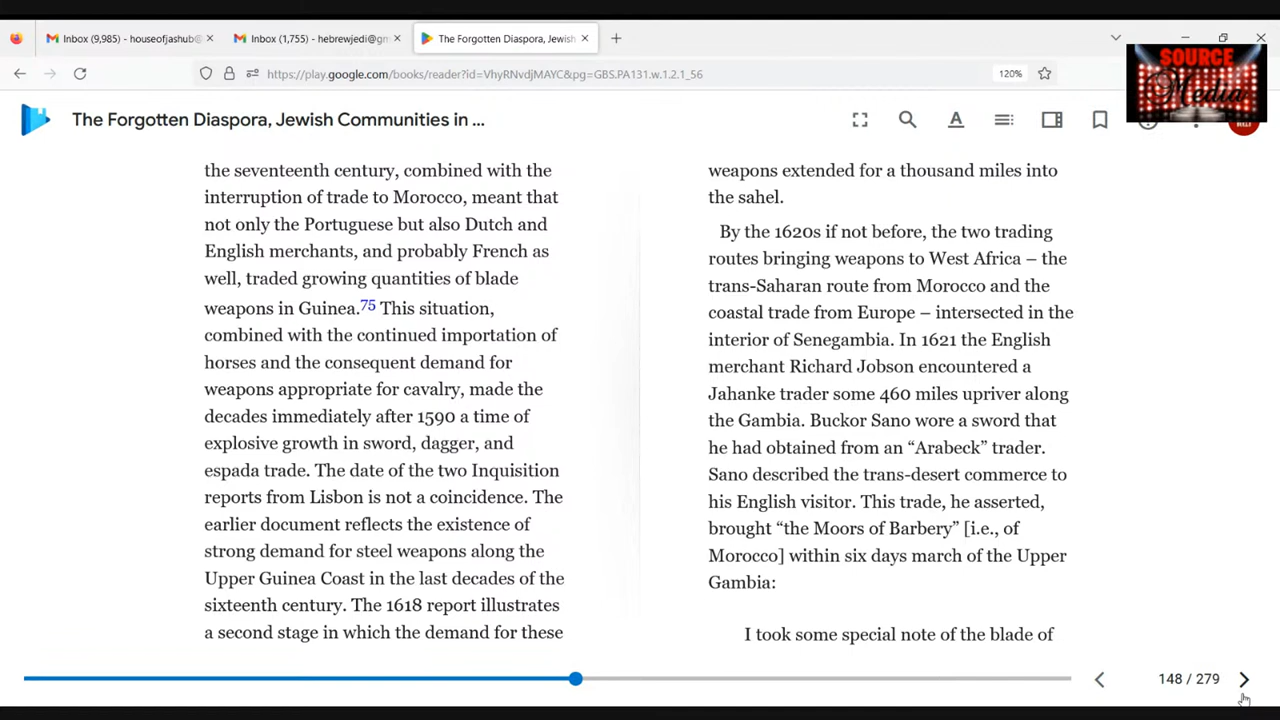 Inbox (9,985) - houseofjashub@
Inbox (1,755) - hebrewjedi@gm
The Forgotten Diaspora, Jewish
https://play.google.com/books/reader?id=VhyRNvdjMAYC&pg=GBS.PA131.w.1.2.1_56
120%
SOURCE
Media
The Forgotten Diaspora, Jewish Communities in ...
the seventeenth century, combined with the
interruption of trade to Morocco, meant that
not only the Portuguese but also Dutch and
English merchants, and probably French as
well, traded growing quantities of blade
weapons in Guinea.75 This situation,
combined with the continued importation of
horses and the consequent demand for
weapons appropriate for cavalry, made the
decades immediately after 1590 a time of
explosive growth in sword, dagger, and
espada trade. The date of the two Inquisition
reports from Lisbon is not a coincidence. The
earlier document reflects the existence of
strong demand for steel weapons along the
Upper Guinea Coast in the last decades of the
sixteenth century. The 1618 report illustrates
a second stage in which the demand for these
weapons extended for a thousand miles into
the sahel.
By the 1620s if not before, the two trading
routes bringing weapons to West Africa – the
trans-Saharan route from Morocco and the
coastal trade from Europe – intersected in the
interior of Senegambia. In 1621 the English
merchant Richard Jobson encountered a
Jahanke trader some 460 miles upriver along
the Gambia. Buckor Sano wore a sword that
he had obtained from an “Arabeck” trader.
Sano described the trans-desert commerce to
his English visitor. This trade, he asserted,
brought “the Moors of Barbery” [i.e., of
Morocco] within six days march of the Upper
Gambia:
I took some special note of the blade of
148 / 279